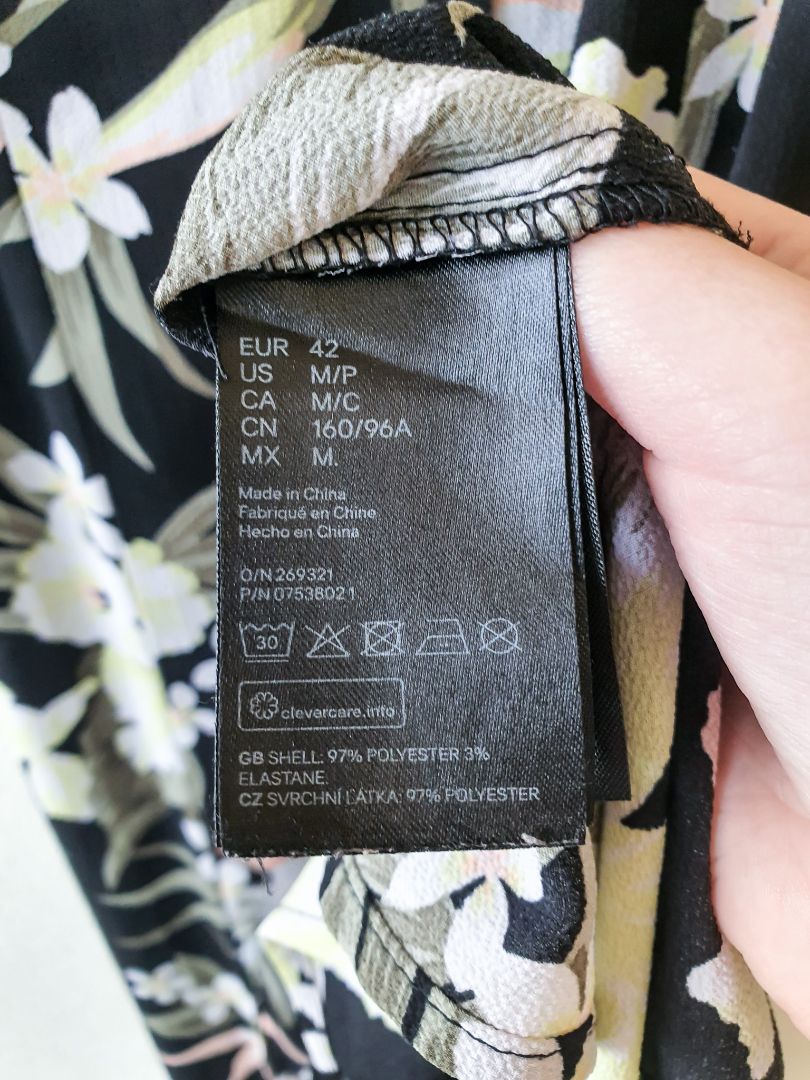 EUR 42
US M/P
CA M/C
CN 160/96A
MX M.
Made in China
Fabriqué en Chine
Hecho en China
O/N 269321
P/N 07538021
30
clevercare.info
GB SHELL: 97% POLYESTER 3%
ELASTANE.
CZ SVRCHNÍ LÁTKA: 97% POLYESTER